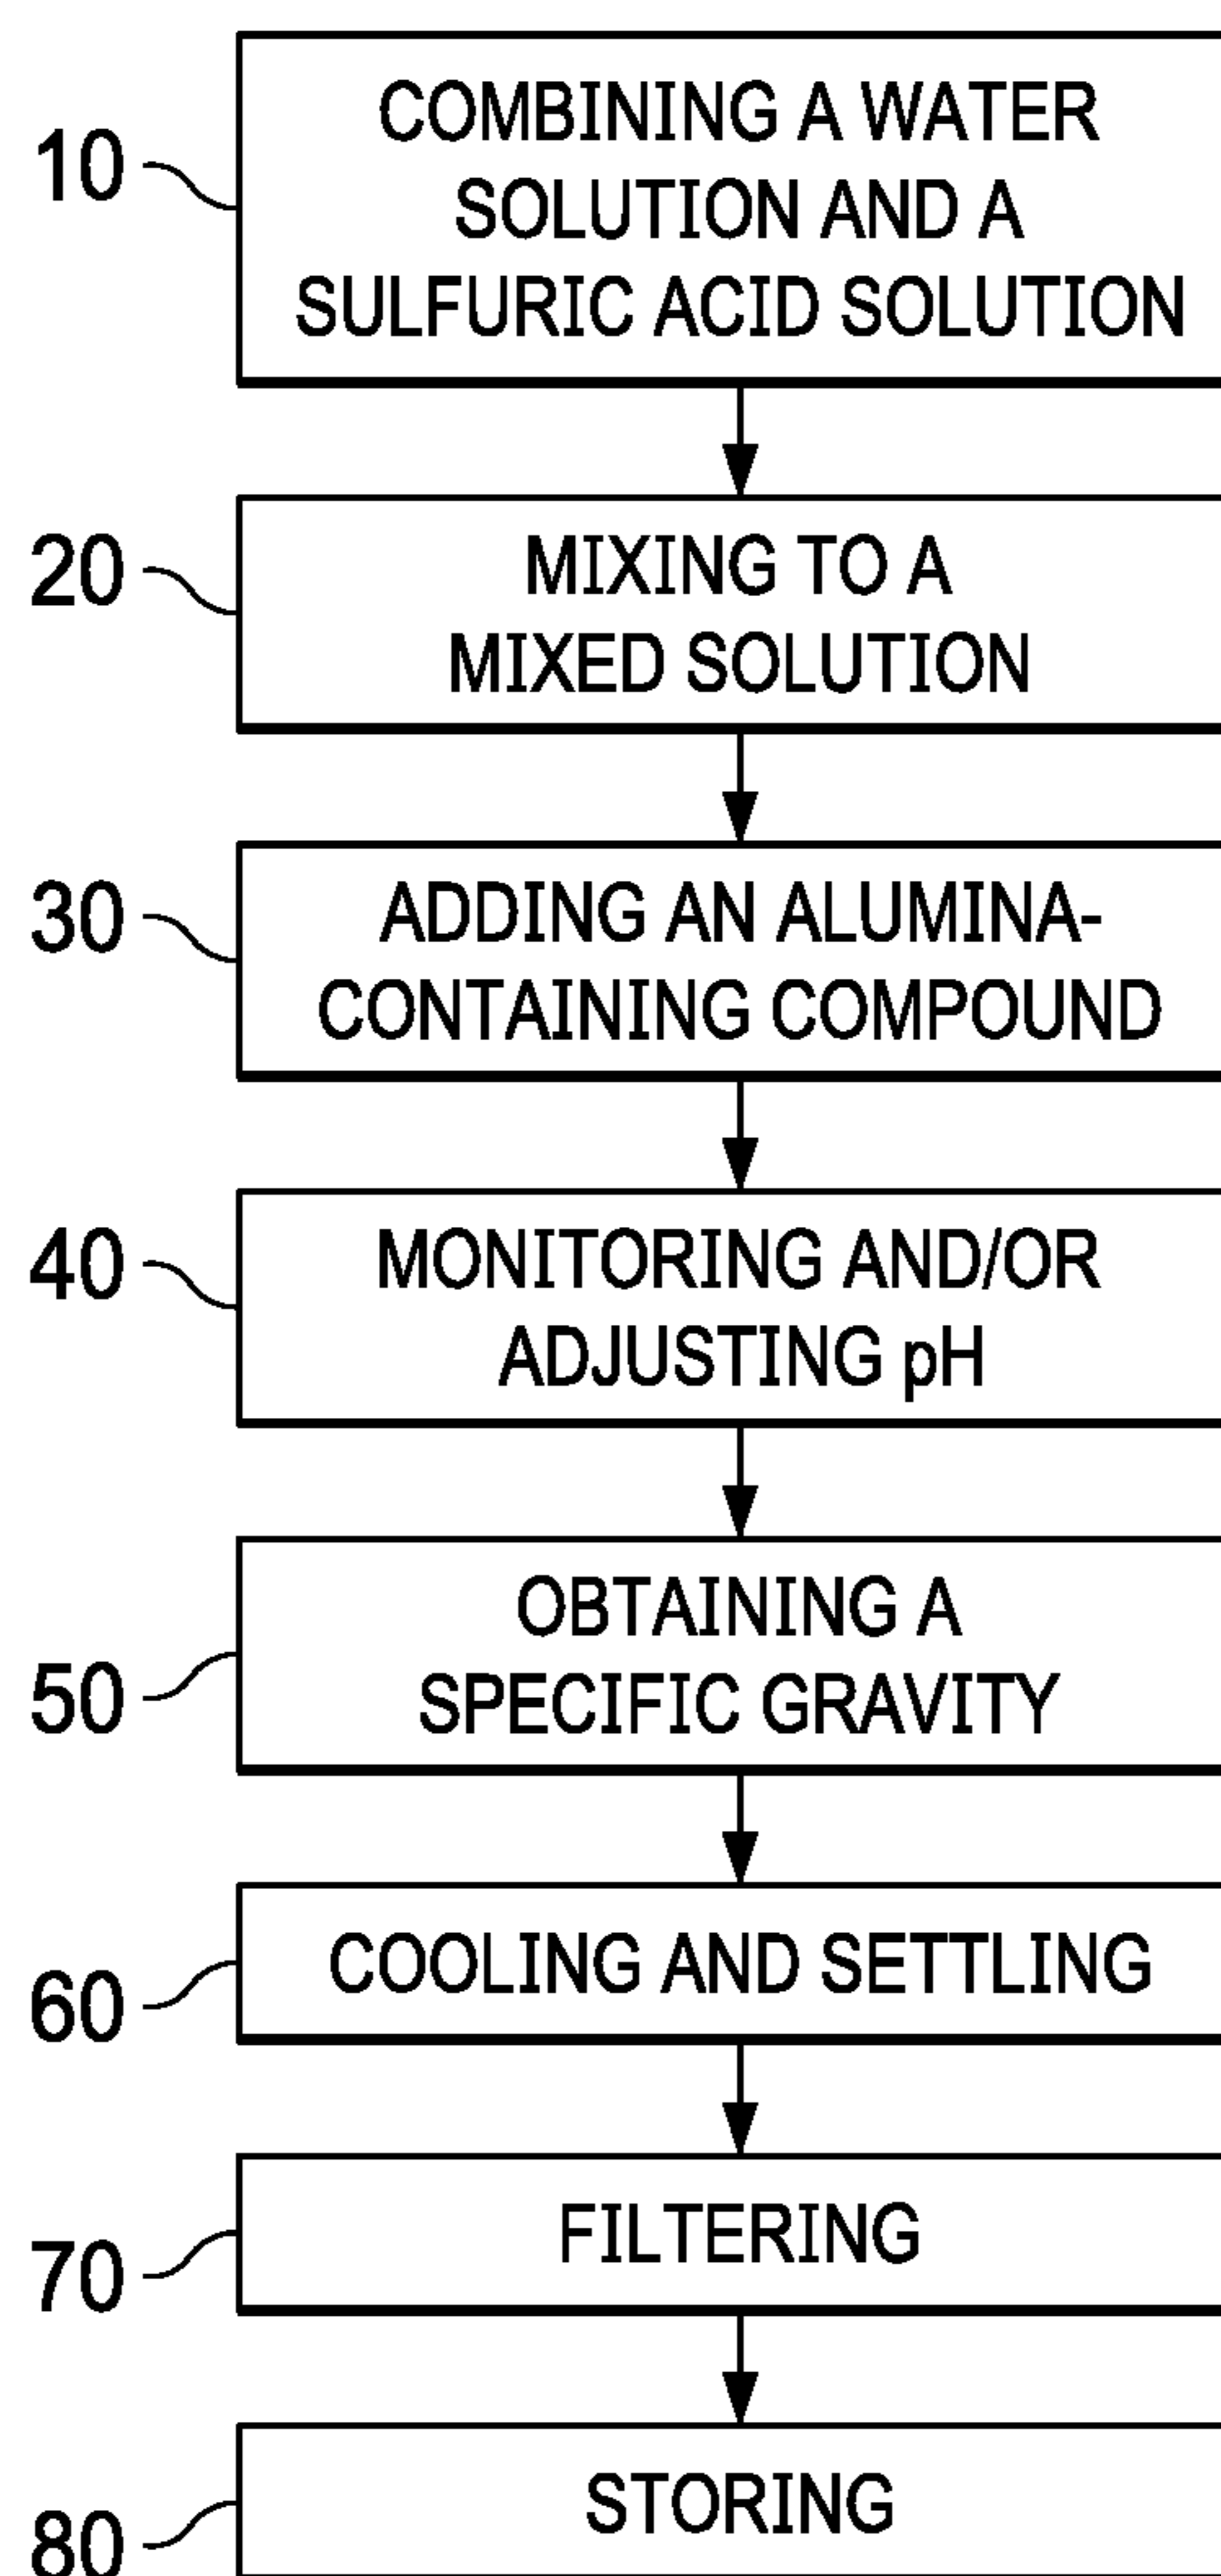 10
COMBINING A WATER
SOLUTION AND A
SULFURIC ACID SOLUTION
20
MIXING TO A
MIXED SOLUTION
30
ADDING AN ALUMINA-
CONTAINING COMPOUND
40
MONITORING AND/OR
ADJUSTING pH
50
OBTAINING A
SPECIFIC GRAVITY
60
COOLING AND SETTLING
70
FILTERING
80
STORING